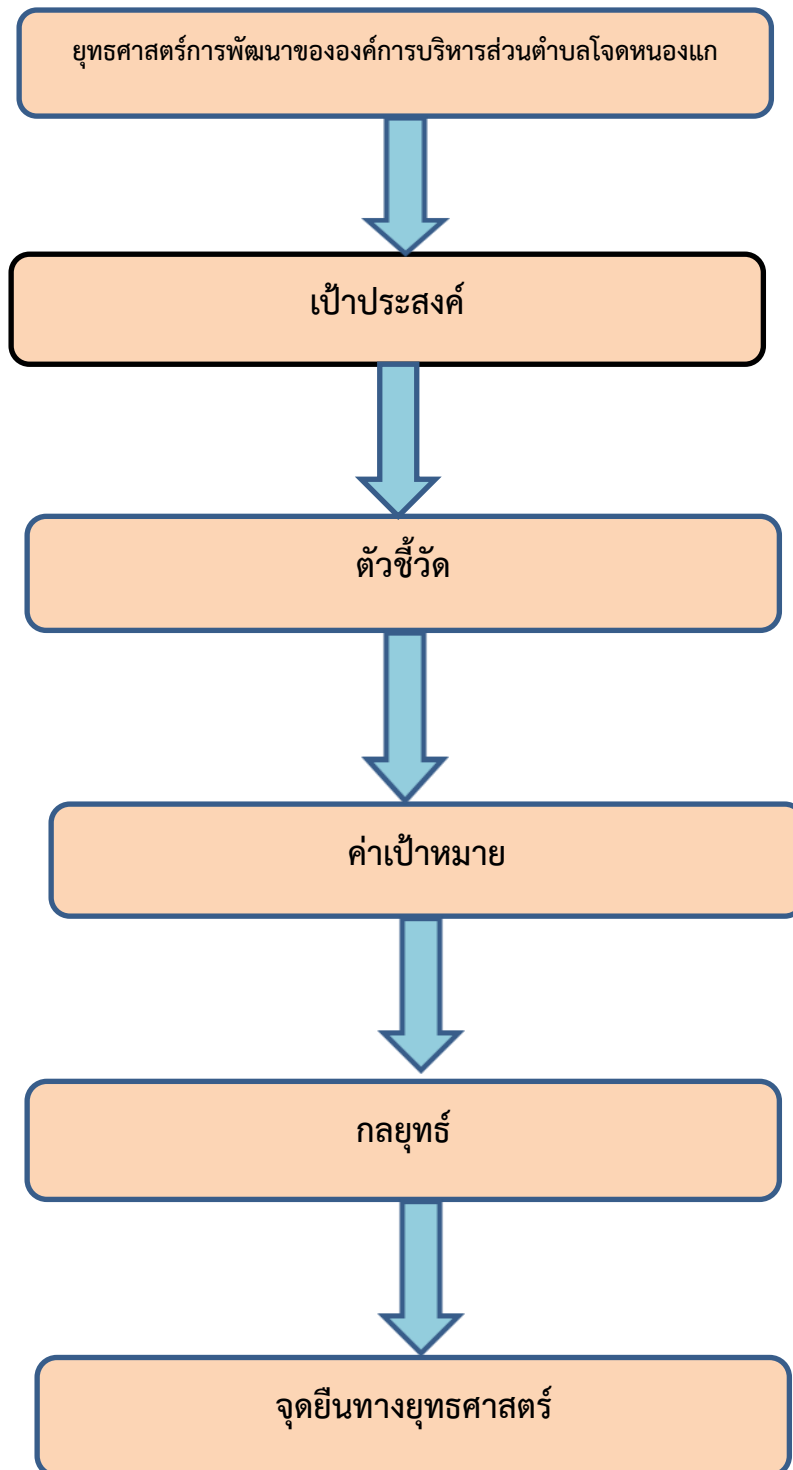 ยุทธศาสตร์การพัฒนาขององค์การบริหารส่วนตำบลโจดหนองแก
เป้าประสงค์
ตัวชี้วัด
ค่าเป้าหมาย
กลยุทธ์
จุดยืนทางยุทธศาสตร์